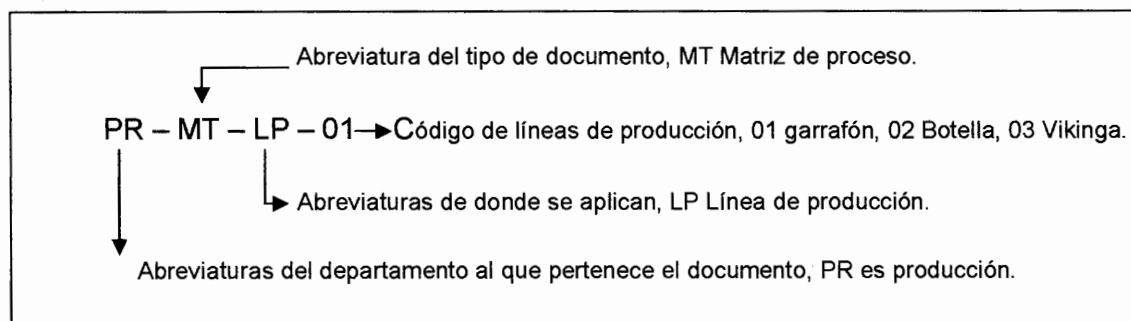 Abreviatura del tipo de documento, MT Matriz de proceso.
PR – MT – LP – 01 Código de líneas de producción, 01 garrafón, 02 Botella, 03 Vikinga.
Abreviaturas de donde se aplican, LP Línea de producción.
Abreviaturas del departamento al que pertenece el documento, PR es producción.